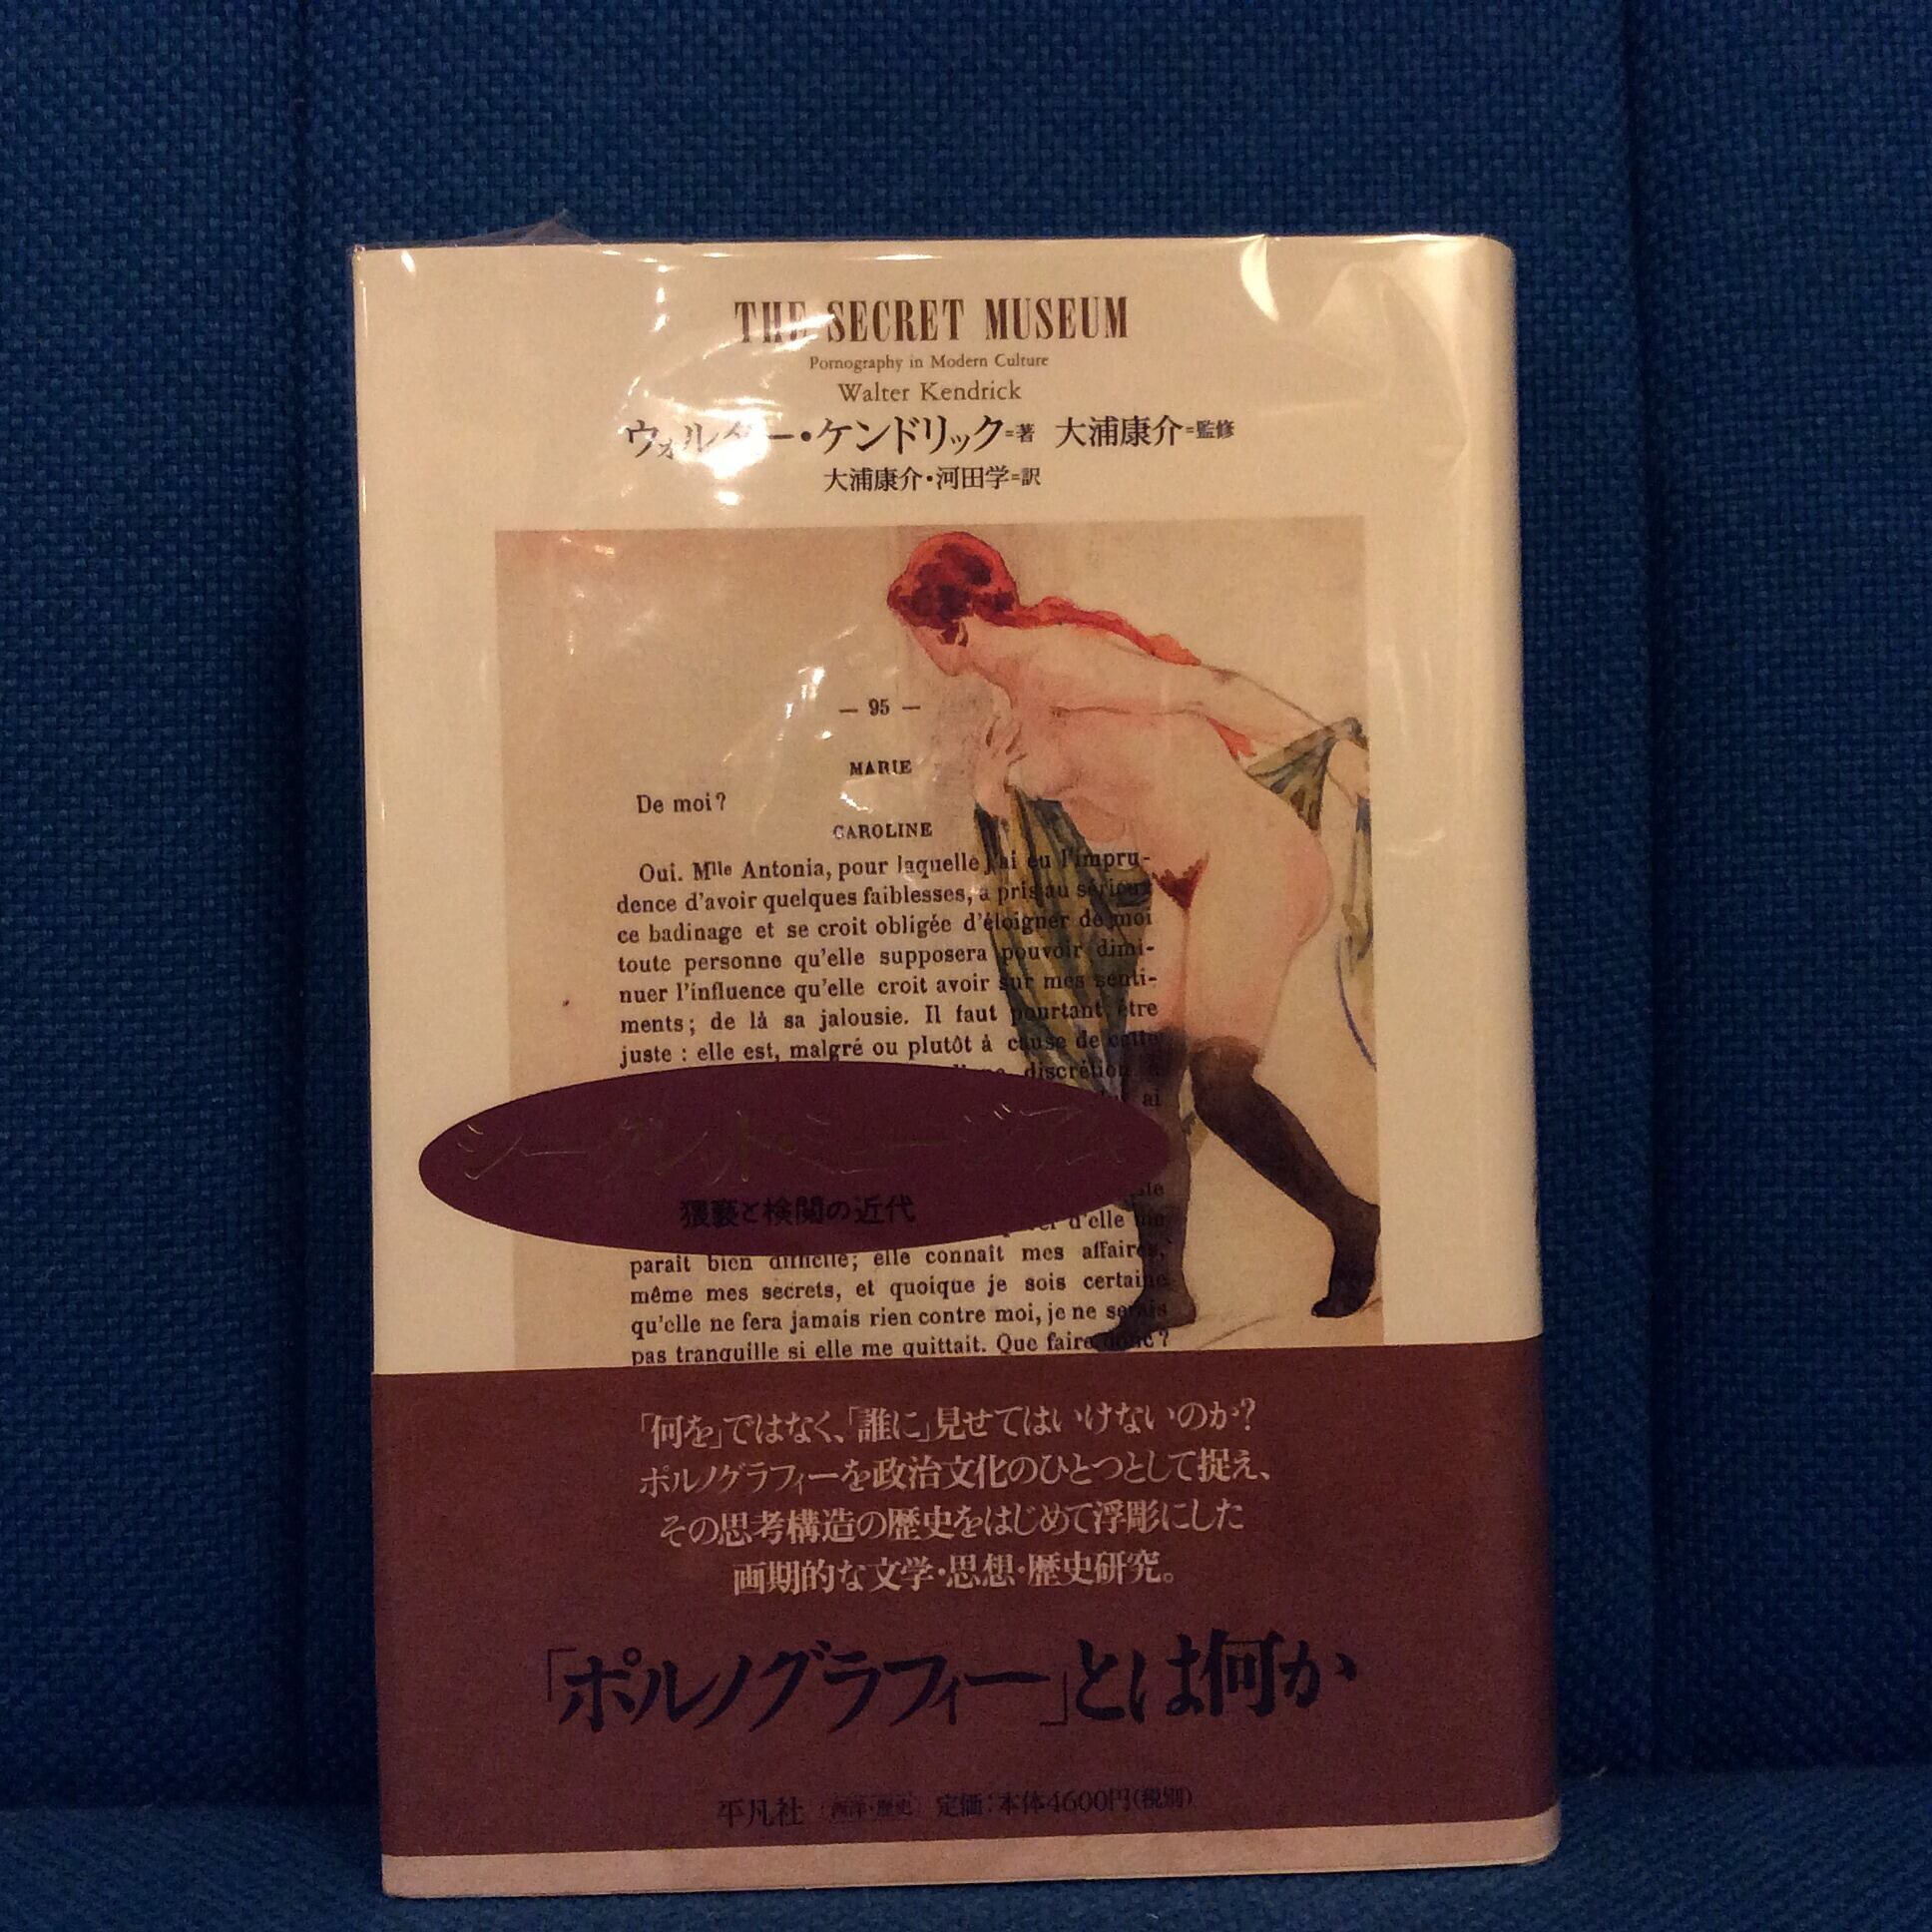 THE SECRET MUSEUM
Pornography in Modern Culture
Walter Kendrick
ウォルター・ケンドリック=著 大浦康介=監修
大浦康介・河田学=訳
— 95 —
MARIE
De moi?
CAROLINE
Oui. Mlle Antonia, pour laquelle j'ai eu l'impru-
dence d'avoir quelques faiblesses, a pris au sérieux
ce badinage et se croit obligée d'éloigner de moi
toute personne qu'elle supposera pouvoir dimi-
nuer l'influence qu'elle croit avoir sur mes senti-
ments; de là sa jalousie. Il faut pourtant être
juste : elle est, malgré ou plutôt à cause de cette
discrétion
ai
シークレット・ミュージアム
猥褻と検閲の近代
d'elle
parait bien difficile; elle connaît mes affaires,
même mes secrets, et quoique je sois certaine
qu'elle ne fera jamais rien contre moi, je ne serais
pas tranquille si elle me quittait. Que faire donc?
「何を」ではなく、「誰に」見せてはいけないのか?
ポルノグラフィーを政治文化のひとつとして捉え、
その思考構造の歴史をはじめて浮彫にした
画期的な文学・思想・歴史研究。
「ポルノグラフィー」とは何か
平凡社 [西洋・歴史] 定価:本体4600円(税別)